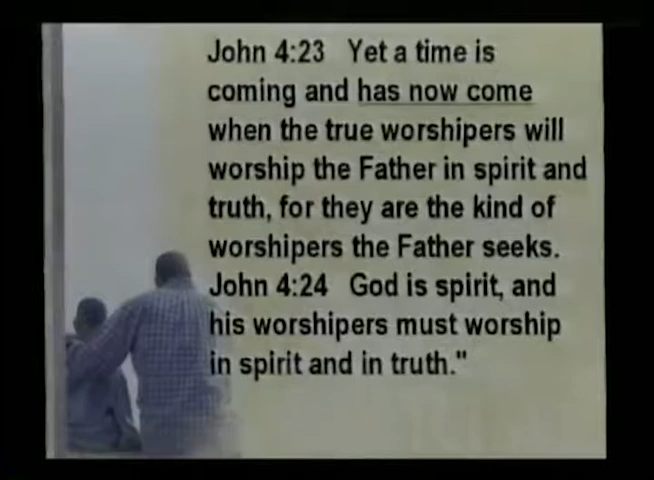 John 4:23 Yet a time is
coming and has now come
when the true worshipers will
worship the Father in spirit and
truth, for they are the kind of
worshipers the Father seeks.
John 4:24 God is spirit, and
his worshipers must worship
in spirit and in truth."